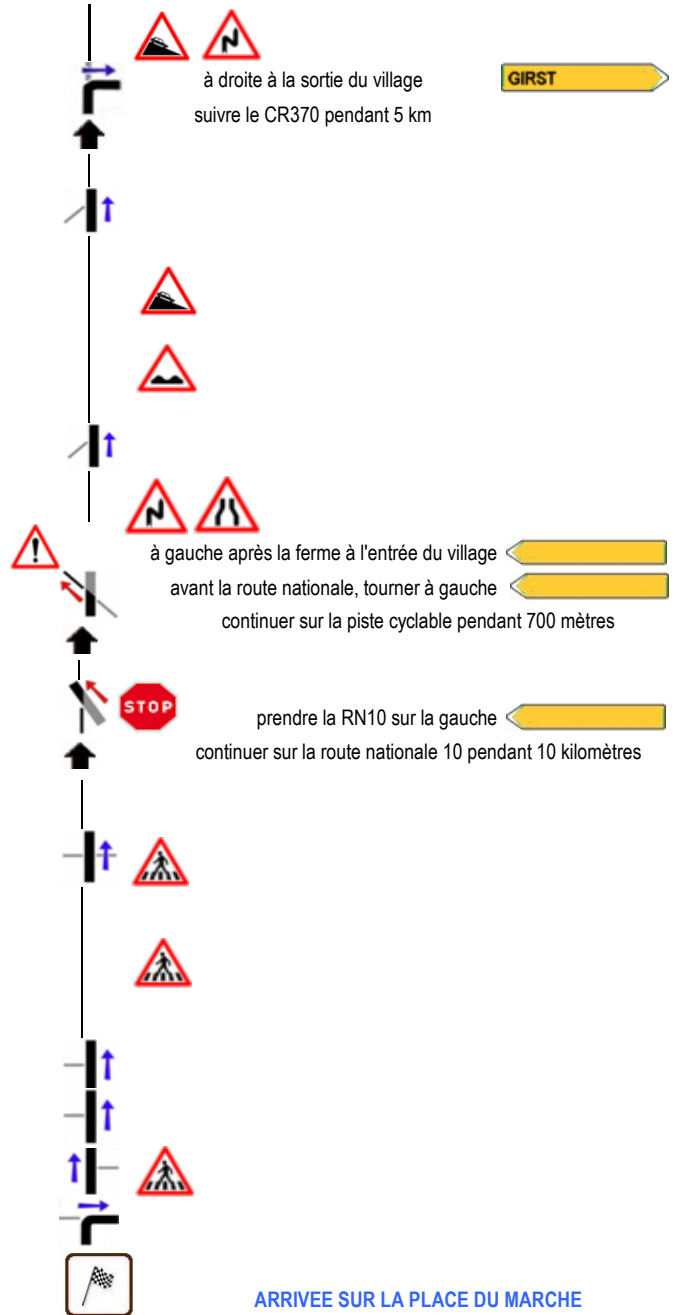 à droite à la sortie du village
GIRST
suivre le CR370 pendant 5 km
à gauche après la ferme à l'entrée du village
avant la route nationale, tourner à gauche
continuer sur la piste cyclable pendant 700 mètres
STOP
prendre la RN10 sur la gauche
continuer sur la route nationale 10 pendant 10 kilomètres
ARRIVEE SUR LA PLACE DU MARCHE